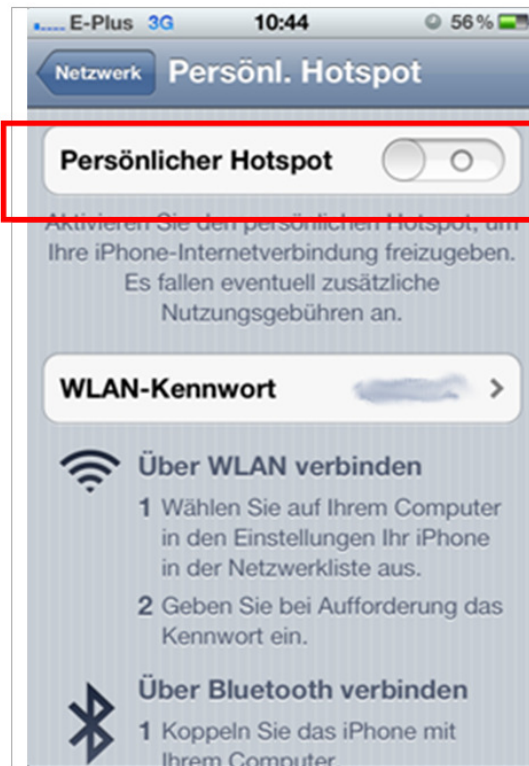 E-Plus 3G 10:44 56 %
Netzwerk Persönl. Hotspot
Persönlicher Hotspot
Aktivieren Sie den persönlichen Hotspot, um
Ihre iPhone-Internetverbindung freizugeben.
Es fallen eventuell zusätzliche
Nutzungsgebühren an.
WLAN-Kennwort
Über WLAN verbinden
1 Wählen Sie auf Ihrem Computer
in den Einstellungen Ihr iPhone
in der Netzwerkliste aus.
2 Geben Sie bei Aufforderung das
Kennwort ein.
Über Bluetooth verbinden
1 Koppeln Sie das iPhone mit
Ihrem Computer.